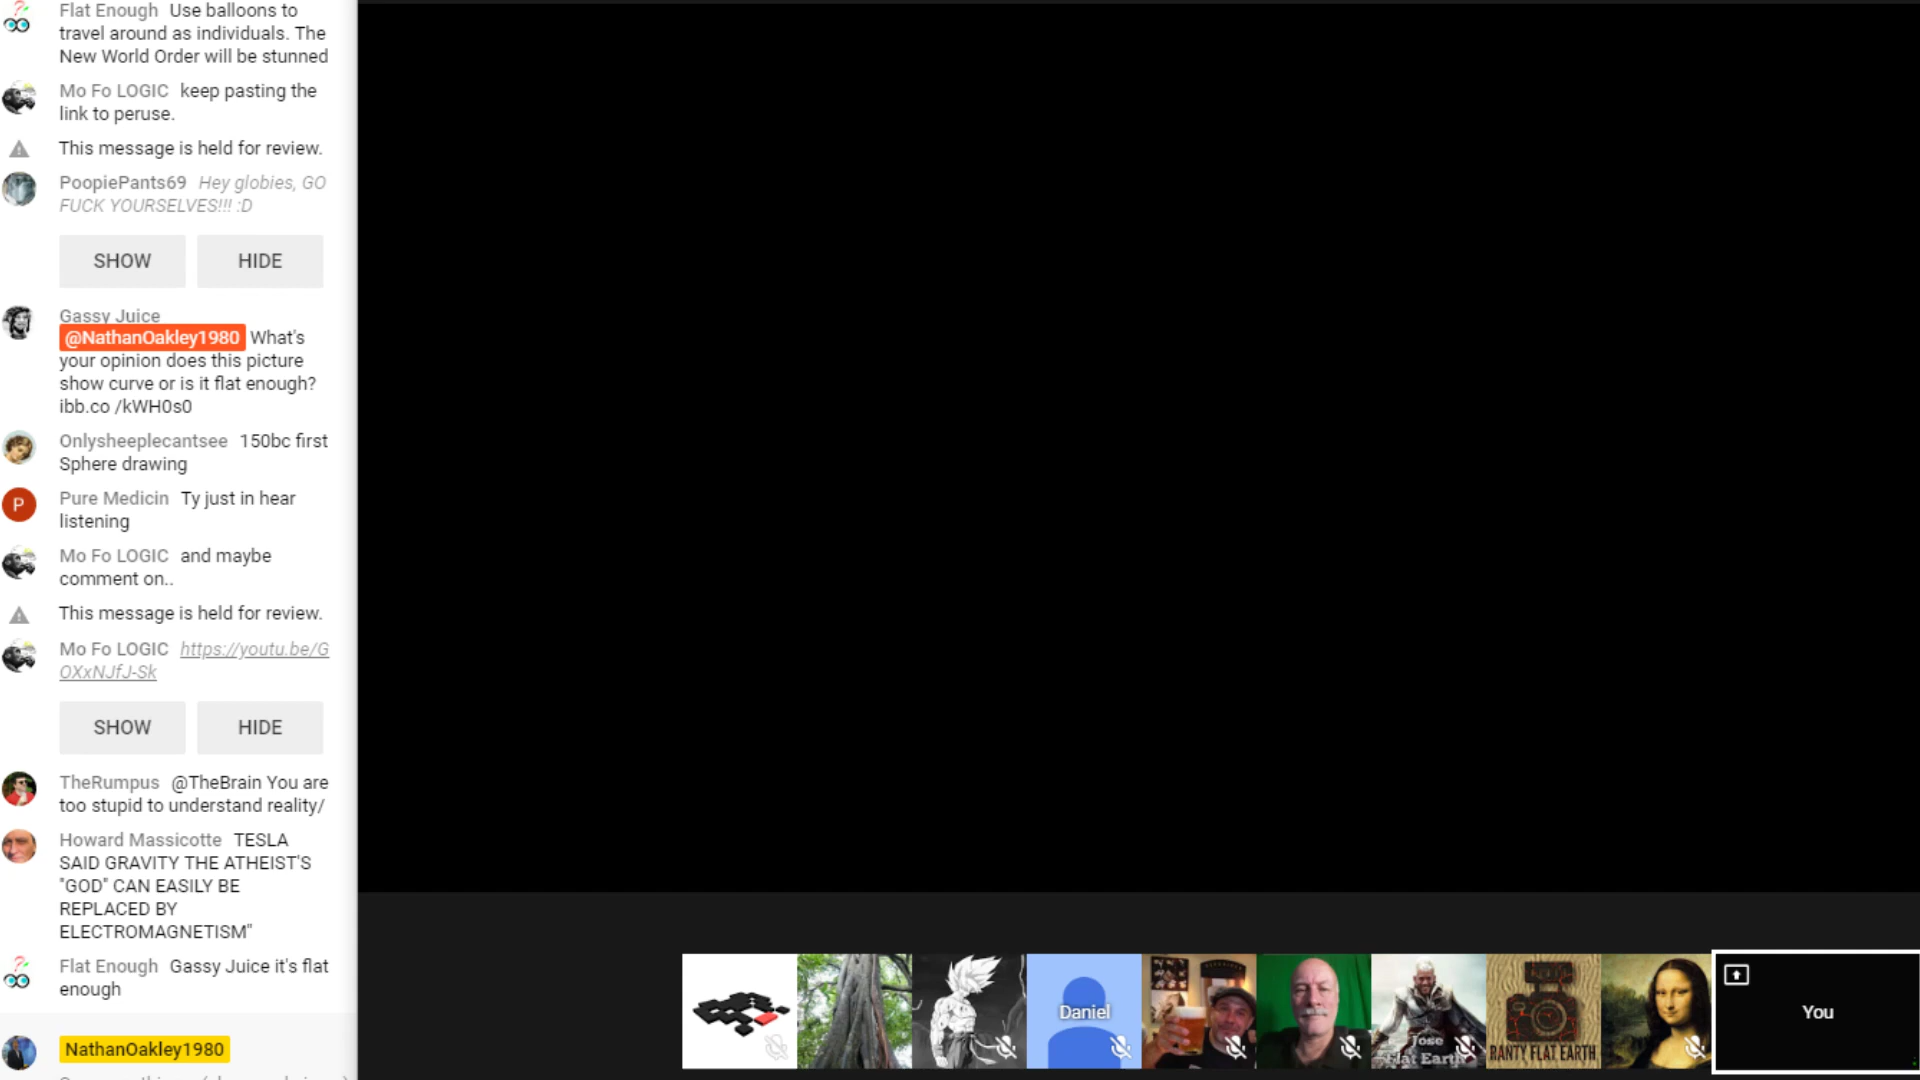 Flat Enough Use balloons to
travel around as individuals. The
New World Order will be stunned
Mo Fo LOGIC keep pasting the
link to peruse.
This message is held for review.
PoopiePants69 Hey globies, GO
FUCK YOURSELVES!!! :D
SHOW HIDE
Gassy Juice
@NathanOakley1980 What's
your opinion does this picture
show curve or is it flat enough?
ibb.co /kWH0s0
Onlysheeplecantsee 150bc first
Sphere drawing
P
Pure Medicin Ty just in hear
listening
Mo Fo LOGIC and maybe
comment on..
This message is held for review.
Mo Fo LOGIC https://youtu.be/G
OXxNJfJ-Sk
SHOW HIDE
TheRumpus @TheBrain You are
too stupid to understand reality/
Howard Massicotte TESLA
SAID GRAVITY THE ATHEIST'S
"GOD" CAN EASILY BE
REPLACED BY
ELECTROMAGNETISM"
Flat Enough Gassy Juice it's flat
enough
NathanOakley1980
Daniel
Jose
Flat Earth
RANTY FLAT EARTH
You